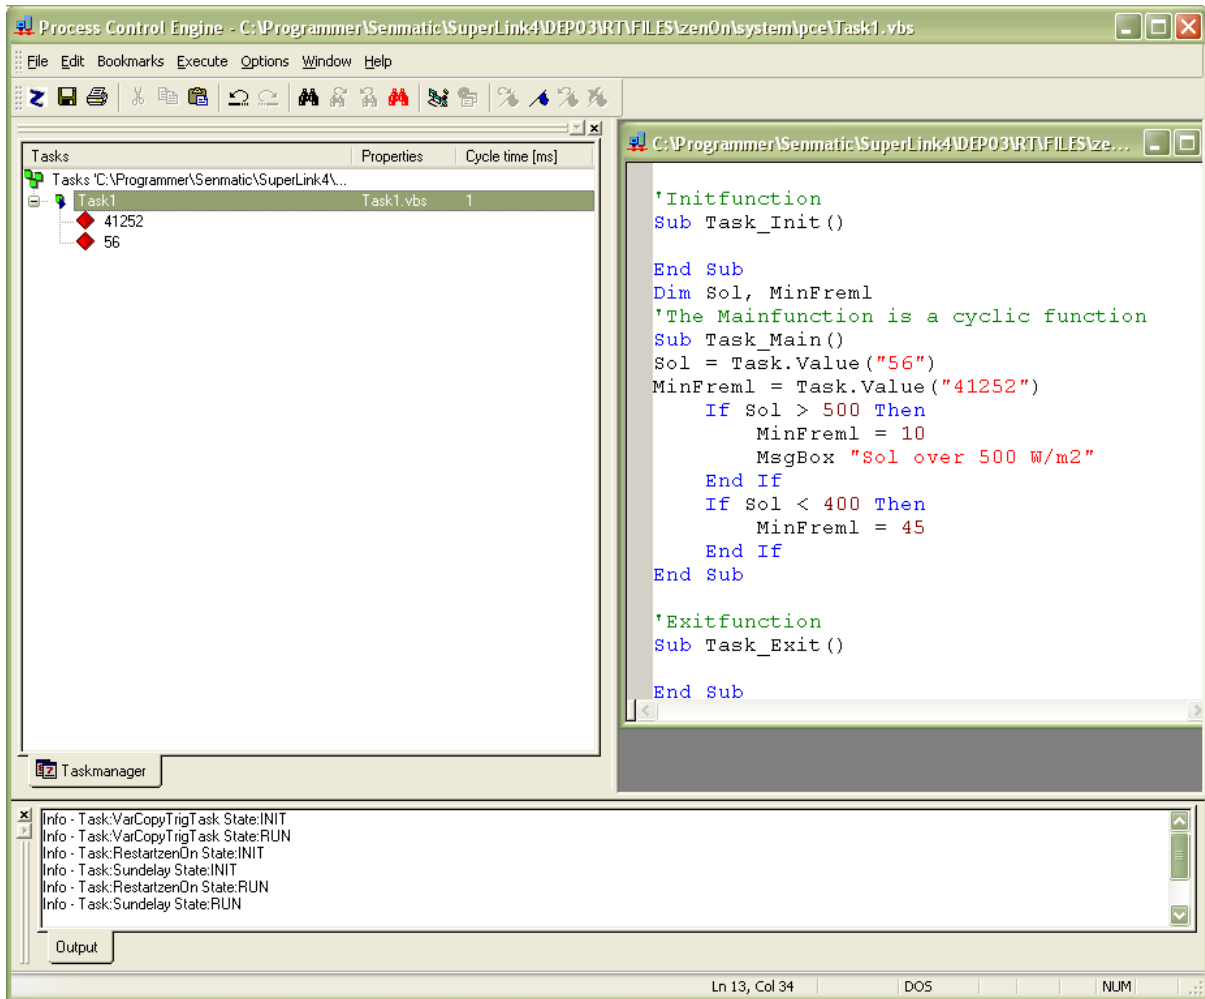 Process Control Engine - C:\Programmer\Senmatic\SuperLink4\DEP03\RT\FILES\zenOn\system\pce\Task1.vbs
File Edit Bookmarks Execute Options Window Help
Tasks Properties Cycle time [ms]
Tasks 'C:\Programmer\Senmatic\SuperLink4\...
Task1 Task1.vbs 1
41252
56
Taskmanager
C:\Programmer\Senmatic\SuperLink4\DEP03\RT\FILES\ze...
'Initfunction
Sub Task_Init()
End Sub
Dim Sol, MinFreml
'The Mainfunction is a cyclic function
Sub Task_Main()
Sol = Task.Value("56")
MinFreml = Task.Value("41252")
If Sol > 500 Then
MinFreml = 10
MsgBox "Sol over 500 W/m2"
End If
If Sol < 400 Then
MinFreml = 45
End If
End Sub
'Exitfunction
Sub Task_Exit()
End Sub
Info - Task:VarCopyTrigTask State:INIT
Info - Task:VarCopyTrigTask State:RUN
Info - Task:RestartzenOn State:INIT
Info - Task:Sundelay State:INIT
Info - Task:RestartzenOn State:RUN
Info - Task:Sundelay State:RUN
Output
Ln 13, Col 34 DOS NUM